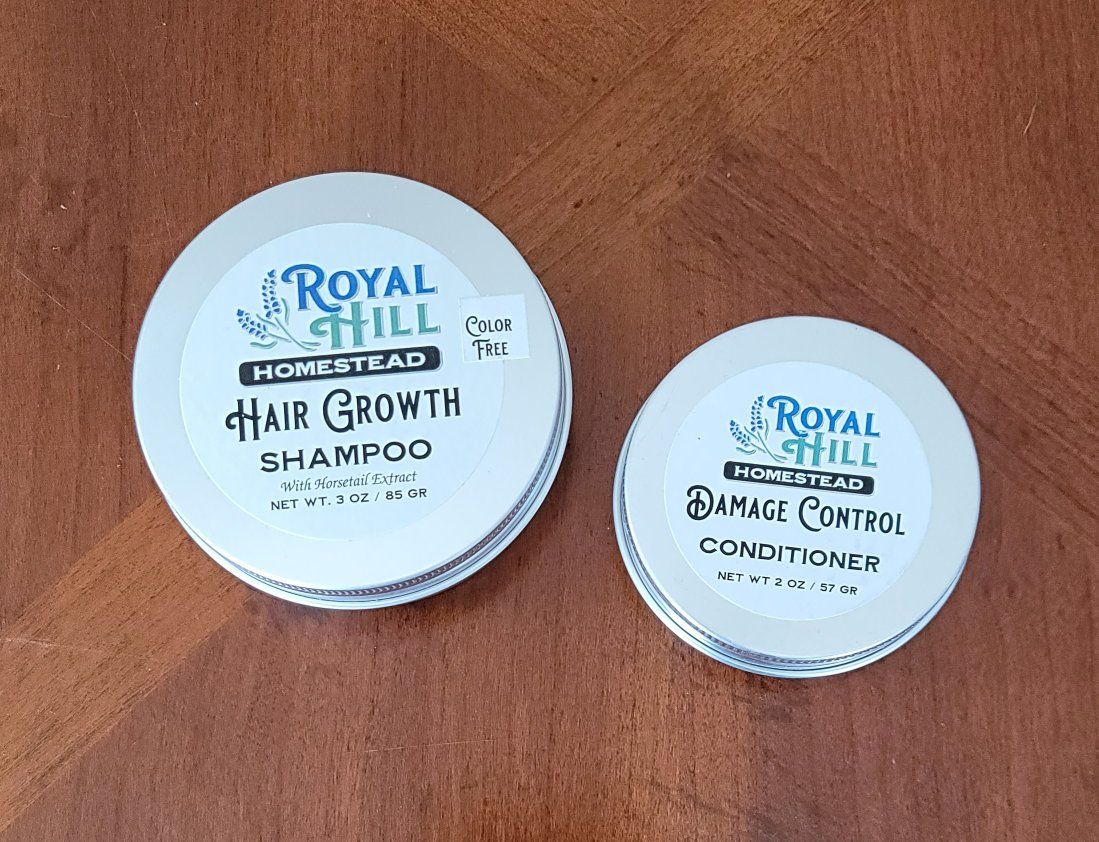 Royal
Hill
HOMESTEAD
Hair Growth
SHAMPOO
With Horsetail Extract
NET WT. 3 OZ / 85 GR
Color
Free
Royal
Hill
HOMESTEAD
Damage Control
CONDITIONER
NET WT 2 OZ / 57 GR